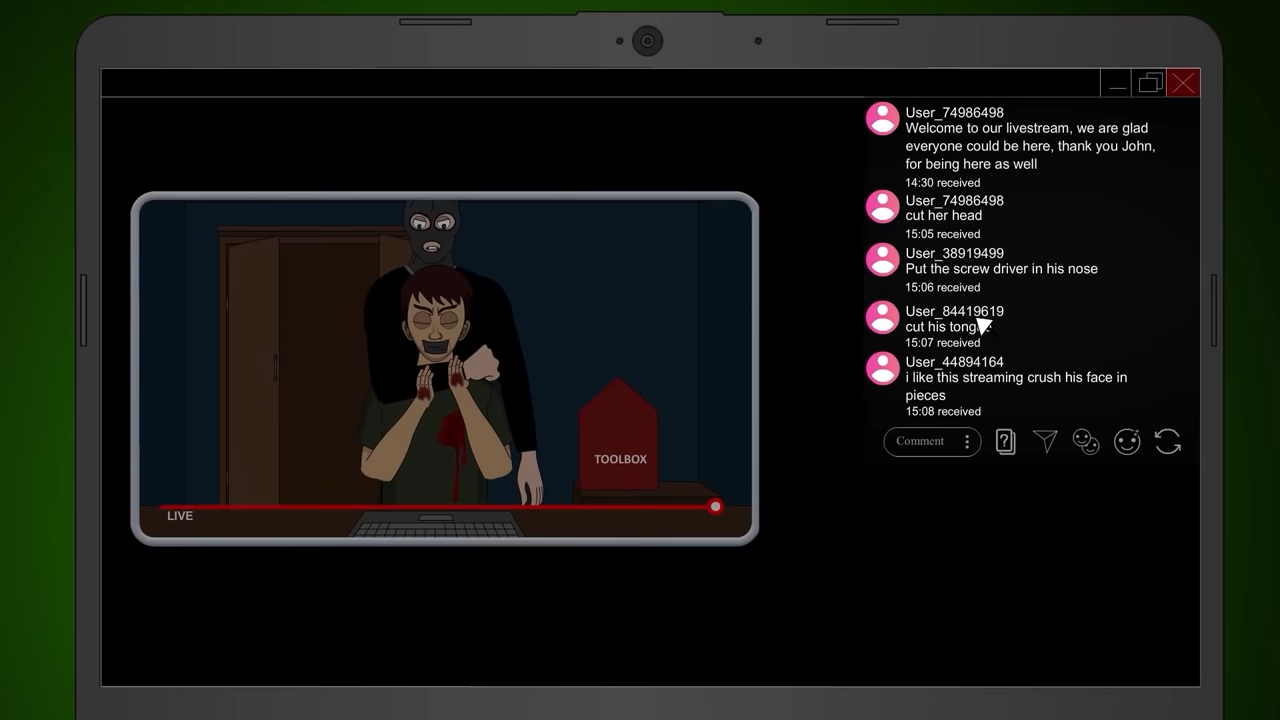 User_74986498
Welcome to our livestream, we are glad
everyone could be here, thank you John,
for being here as well
14:30 received
User_74986498
cut her head
15:05 received
User_38919499
Put the screw driver in his nose
15:06 received
User_84419619
cut his
15:07 received
User_44894164
i like this streaming crush his face in
pieces
15:08 received
Comment
TOOLBOX
LIVE